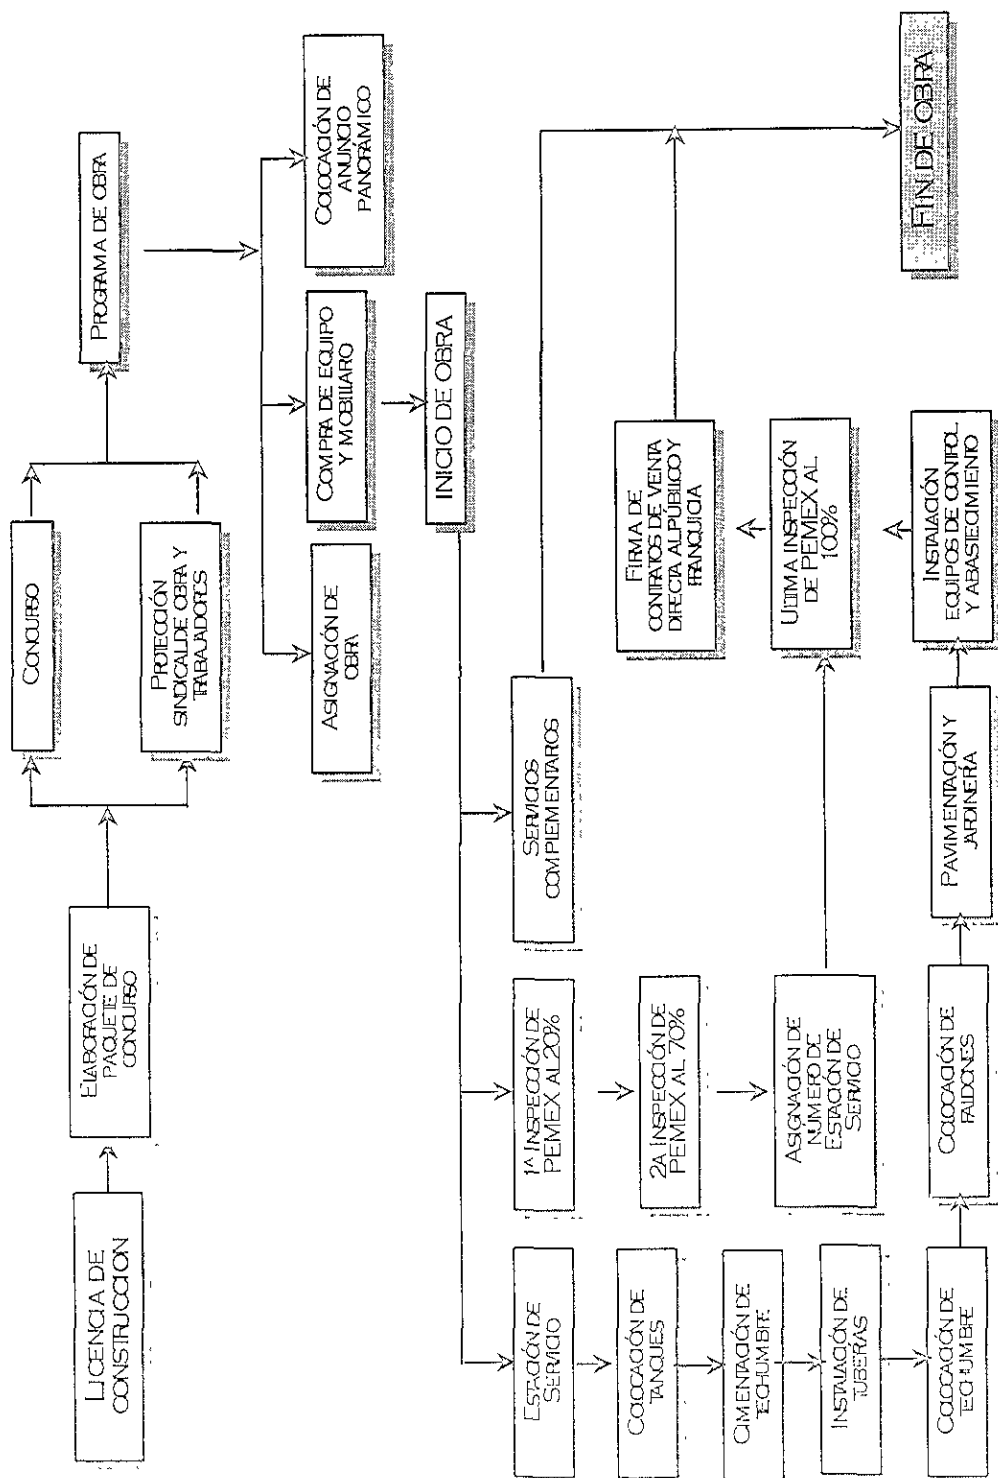 LICENCIA DE
CONSTRUCCION
ELABORACIÓN DE
PAQUETE DE
CONCURSO
CONCURSO
PROTECCIÓN
SINDICAL DE OBRA Y
TRABAJADORES
PROGRAMA DE OBRA
ASIGNACIÓN DE
OBRA
COMPRA DE EQUIPO
Y MOBILIARO
COLOCACIÓN DE
ANUNCIO
PANORÁMICO
INICIO DE OBRA
ESTACIÓN DE
SERVICIO
1ª INSPECCIÓN DE
PEMEX AL 20%
SERVICIOS
COMPLEMENTAROS
COLOCACIÓN DE
TANQUES
2A INSPECCIÓN DE
PEMEX AL 70%
FIRMA DE
CONTRATOS DE VENTA
DIRECTA AL PÚBLICO Y
FRANQUICIA
CIMENTACIÓN DE
TECHUMBRE
ASIGNACIÓN DE
NÚMERO DE
ESTACIÓN DE
SERVICIO
ULTIMA INSPECCIÓN
DE PEMEX AL
100%
INSTALACIÓN DE
TUBERÍAS
COLOCACIÓN DE
TECHUMBRE
COLOCACIÓN DE
FALDONES
PAVIMENTACIÓN Y
JARDINERÍA
INSTALACIÓN
EQUIPOS DE CONTROL
Y ABASTECIMIENTO
FIN DE OBRA